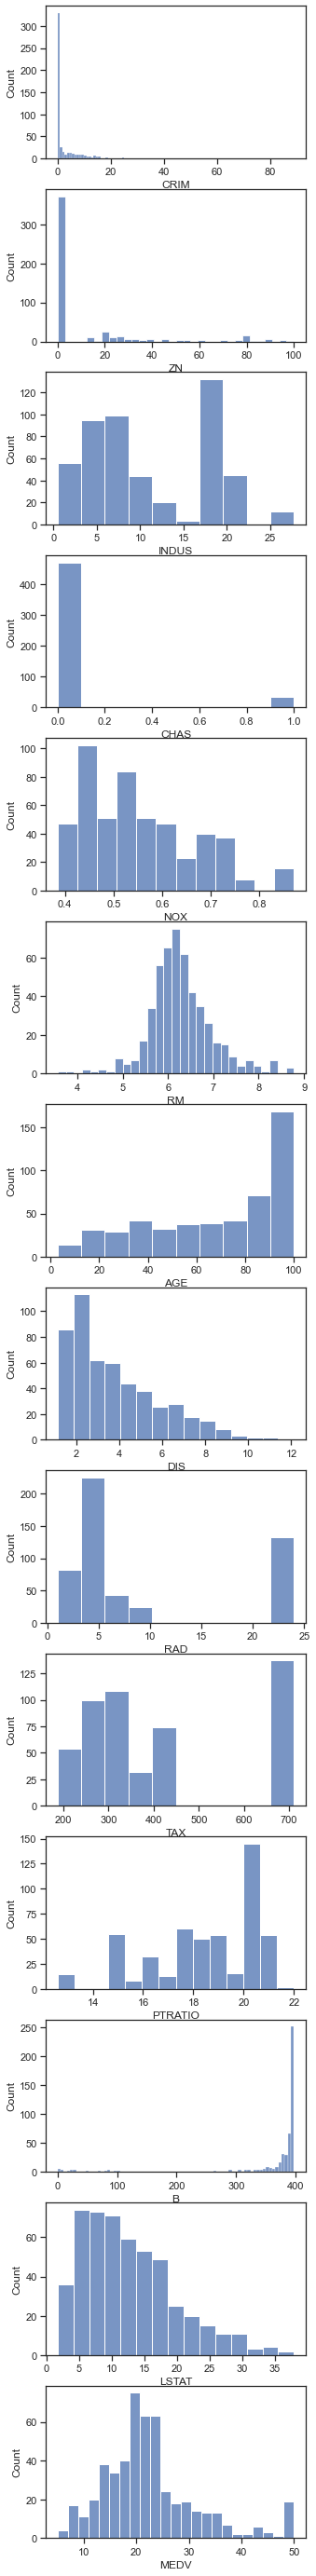 300
250
200
150
100
50
0
Count
0 20 40 60 80
CRIM
300
200
100
0
Count
0 20 40 60 80 100
ZN
120
100
80
60
40
20
0
Count
0 5 10 15 20 25
INDUS
400
300
200
100
0
Count
0.0 0.2 0.4 0.6 0.8 1.0
CHAS
100
80
60
40
20
0
Count
0.4 0.5 0.6 0.7 0.8
NOX
60
40
20
0
Count
4 5 6 7 8 9
RM
150
100
50
0
Count
0 20 40 60 80 100
AGE
100
80
60
40
20
0
Count
2 4 6 8 10 12
DIS
200
150
100
50
0
Count
0 5 10 15 20 25
RAD
125
100
75
50
25
0
Count
200 300 400 500 600 700
TAX
150
125
100
75
50
25
0
Count
14 16 18 20 22
PTRATIO
250
200
150
100
50
0
Count
0 100 200 300 400
B
60
40
20
0
Count
0 5 10 15 20 25 30 35
LSTAT
60
40
20
0
Count
10 20 30 40 50
MEDV